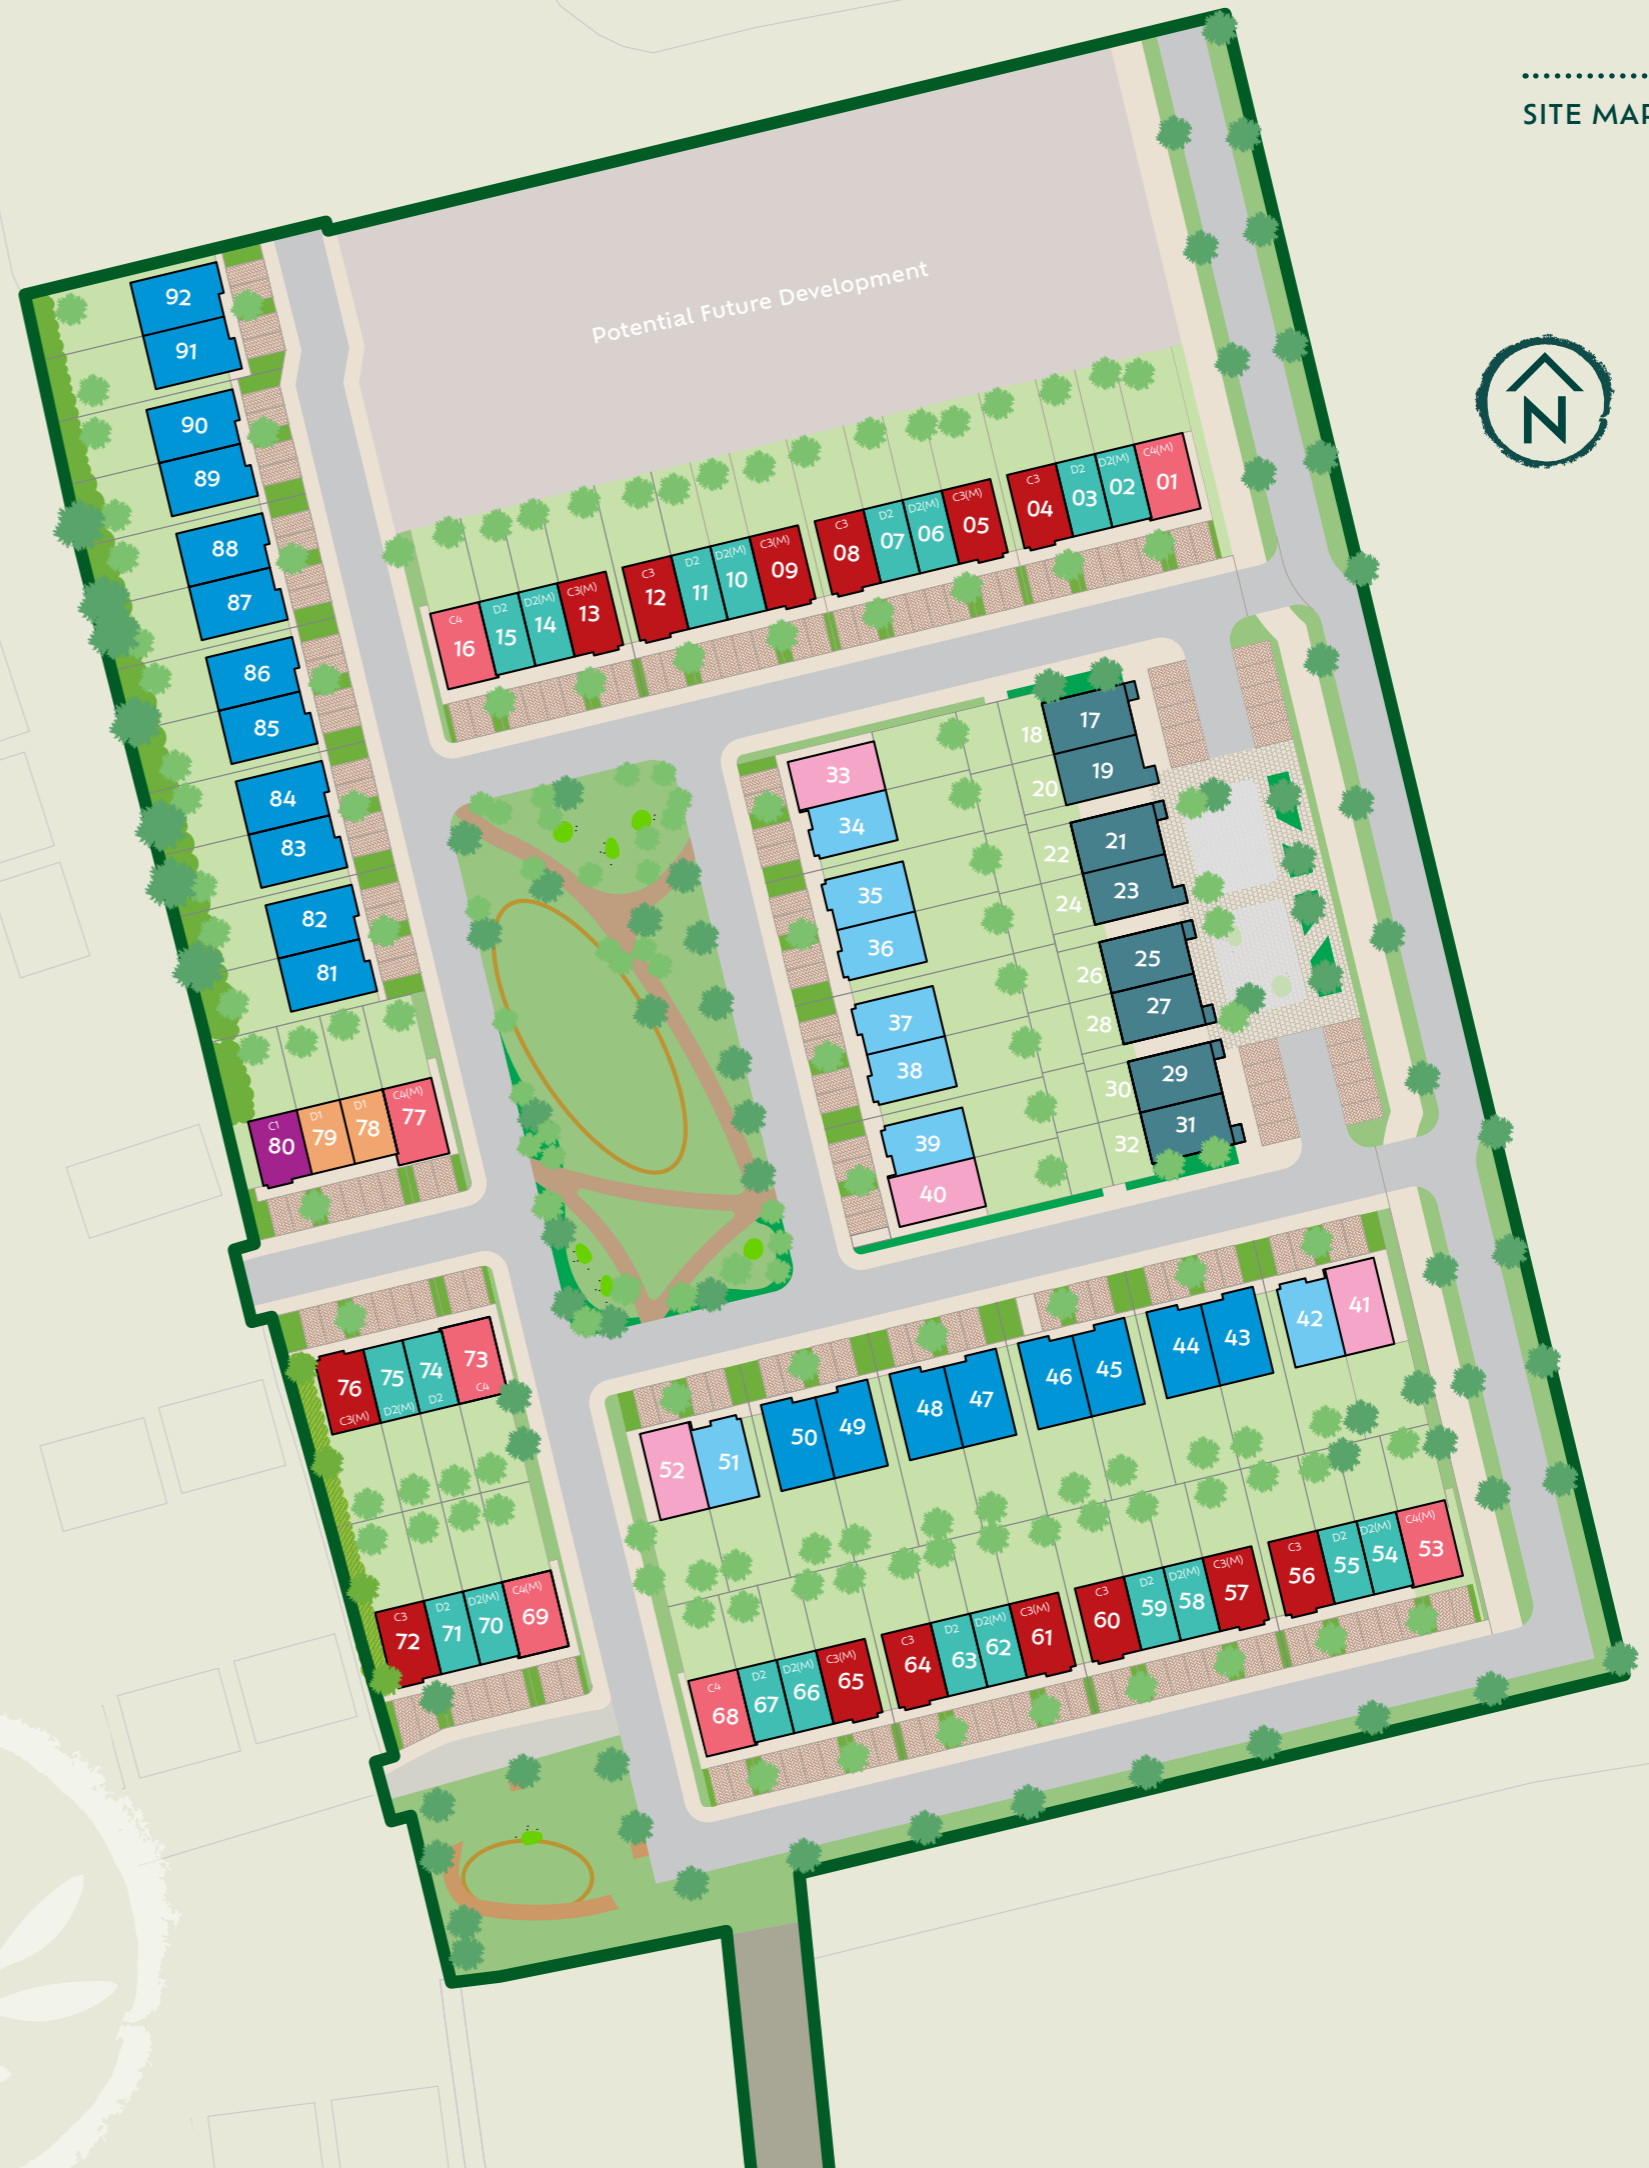 SITE MAP
N
Potential Future Development
92
91
90
89
88
87
86
85
84
83
82
81
C4 16
D2 15
D2(M) 14
C3(M) 13
C3 12
D2 11
D2(M) 10
C3(M) 09
C3 08
D2 07
D2(M) 06
C3(M) 05
C3 04
D2 03
D2(M) 02
C4(M) 01
33
34
35
36
37
38
39
40
18
17
20
19
22
21
24
23
26
25
28
27
30
29
32
31
C1 80
D1 79
D1 78
C4(M) 77
76 C3(M)
75 D2(M)
74 D2
73 C4
C3 72
D2 71
D2(M) 70
C4(M) 69
52
51
50
49
48
47
46
45
44
43
42
41
C4 68
D2 67
D2(M) 66
C3(M) 65
C3 64
D2 63
D2(M) 62
C3(M) 61
C3 60
D2 59
D2(M) 58
C3(M) 57
C3 56
D2 55
D2(M) 54
C4(M) 53